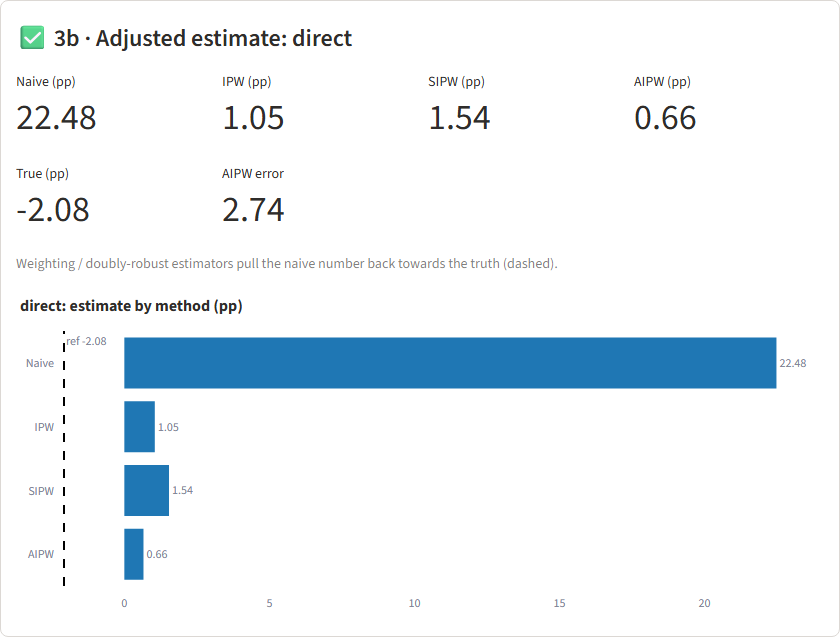 ✅ 3b · Adjusted estimate: direct
Naive (pp) IPW (pp) SIPW (pp) AIPW (pp)
22.48 1.05 1.54 0.66
True (pp) AIPW error
-2.08 2.74
Weighting / doubly-robust estimators pull the naive number back towards the truth (dashed).
direct: estimate by method (pp)
ref -2.08
Naive 22.48
IPW 1.05
SIPW 1.54
AIPW 0.66
0 5 10 15 20